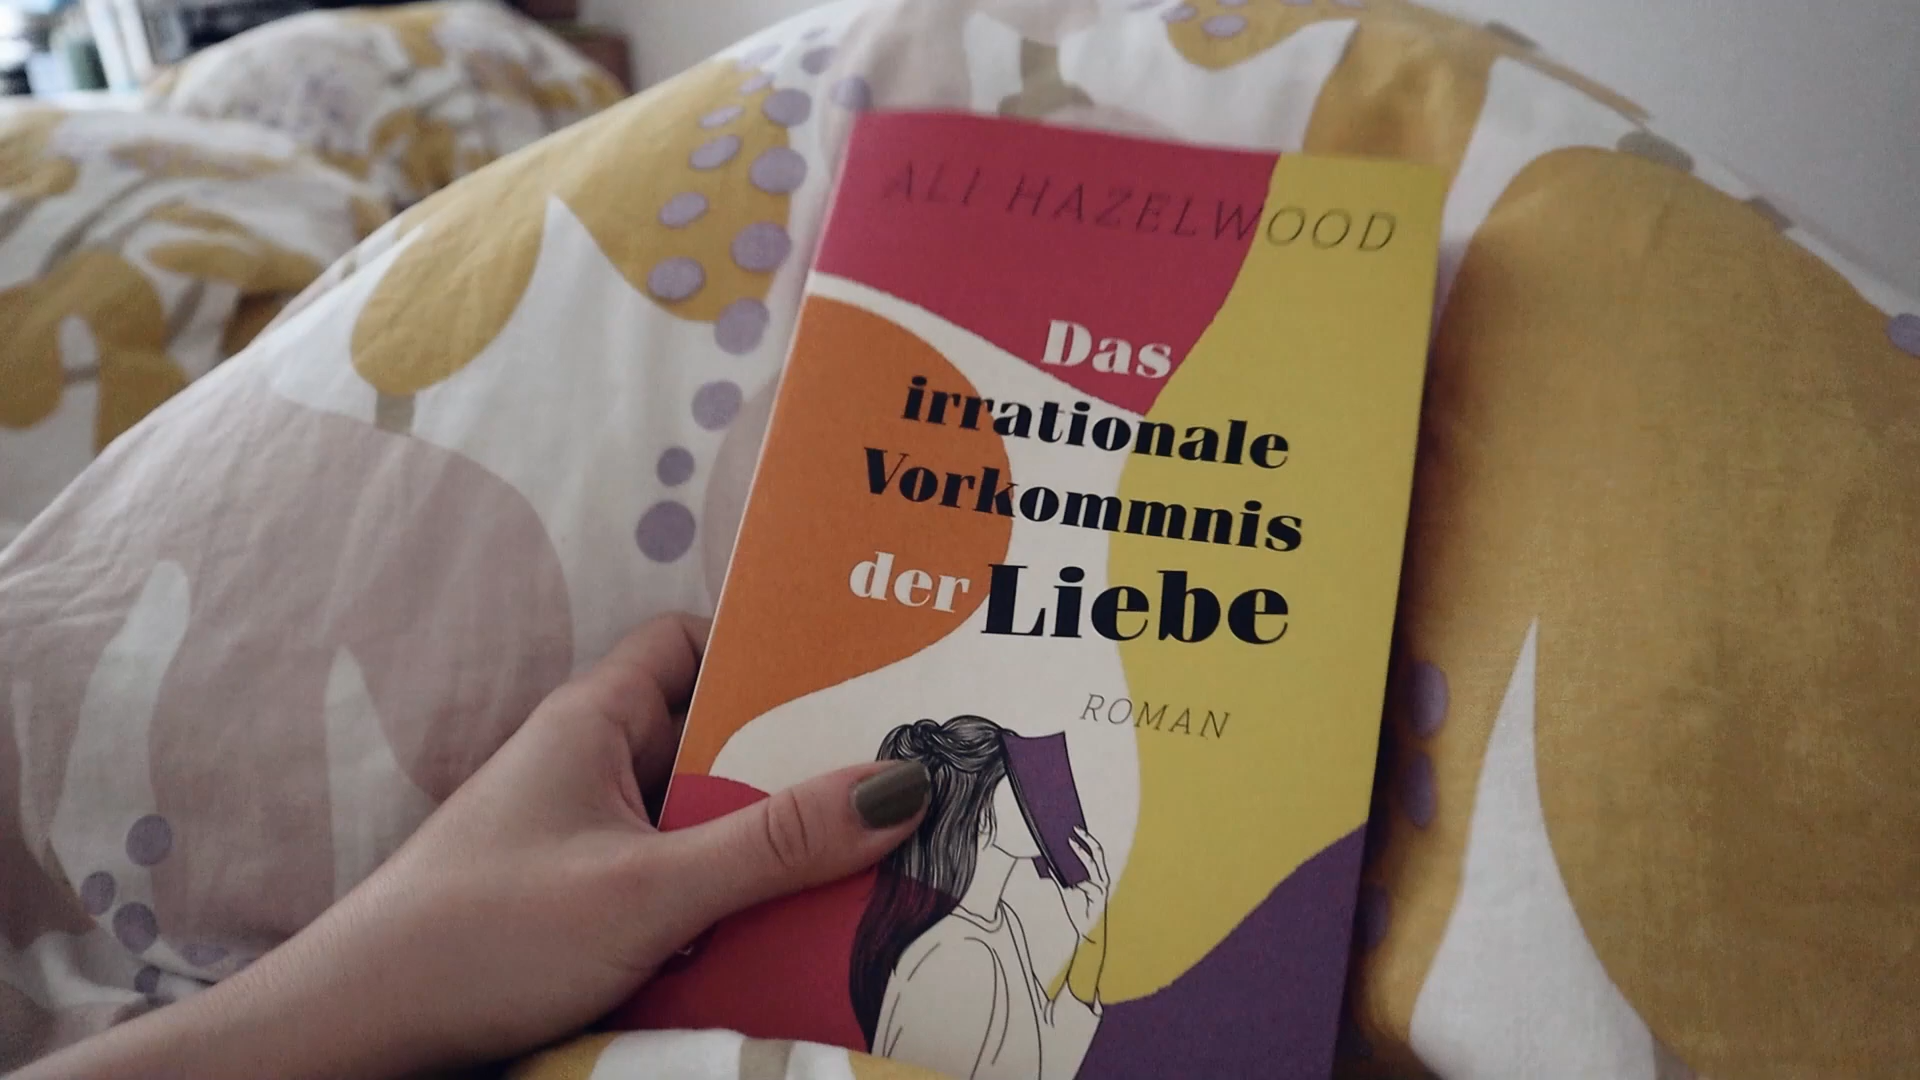 ALI HAZELWOOD
Das
irrationale
Vorkommnis
der Liebe
ROMAN